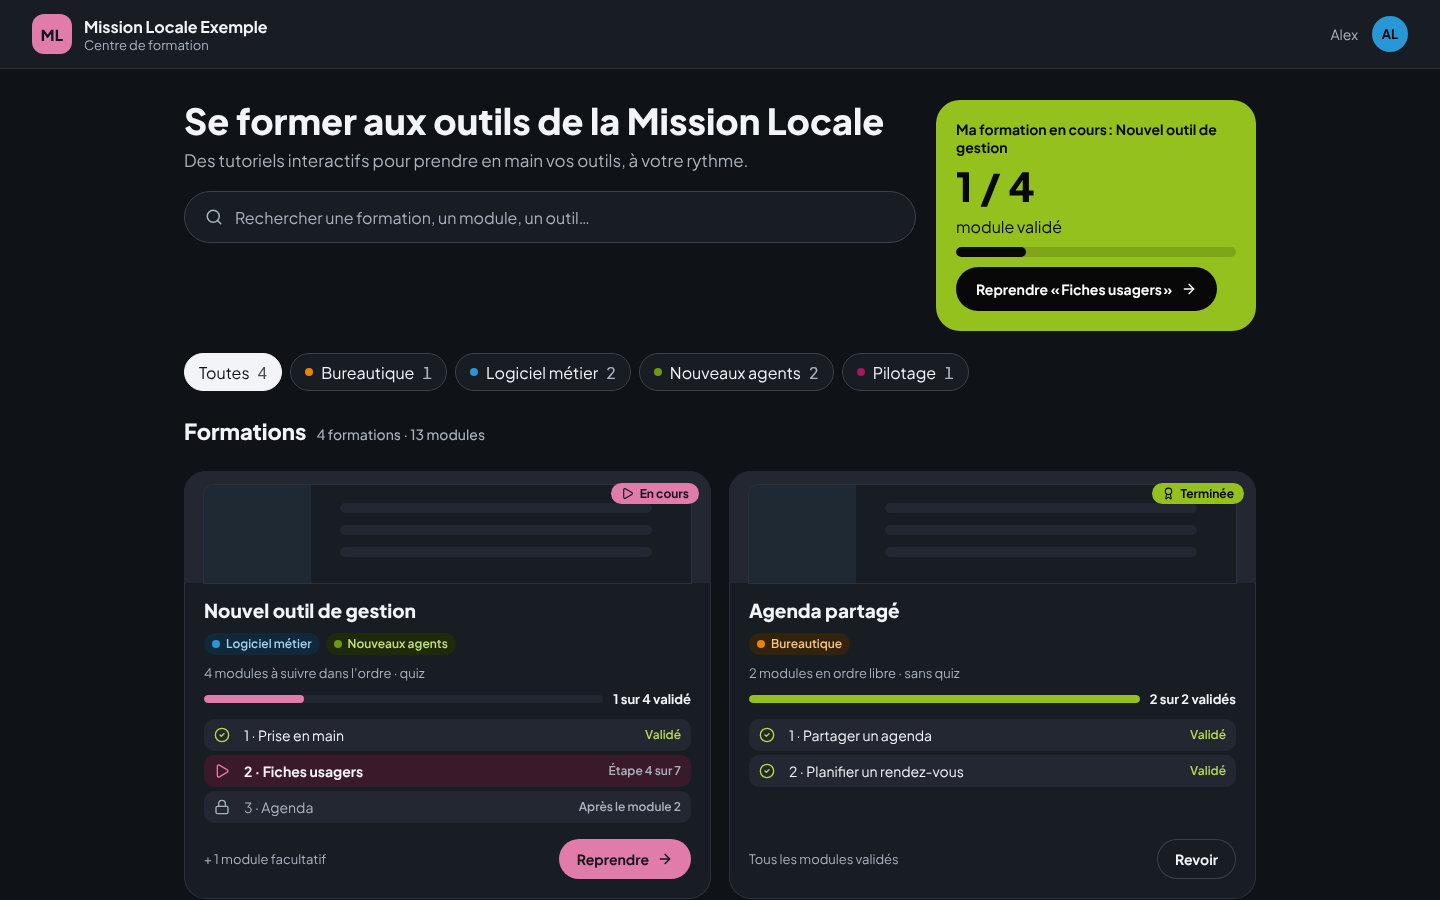 ML
Mission Locale Exemple
Centre de formation
Alex
AL
Se former aux outils de la Mission Locale
Des tutoriels interactifs pour prendre en main vos outils, à votre rythme.
Rechercher une formation, un module, un outil…
Ma formation en cours : Nouvel outil de
gestion
1 / 4
module validé
Reprendre « Fiches usagers »
Toutes 4
Bureautique 1
Logiciel métier 2
Nouveaux agents 2
Pilotage 1
Formations
4 formations · 13 modules
En cours
Nouvel outil de gestion
Logiciel métier
Nouveaux agents
4 modules à suivre dans l'ordre · quiz
1 sur 4 validé
1 · Prise en main
Validé
2 · Fiches usagers
Étape 4 sur 7
3 · Agenda
Après le module 2
+ 1 module facultatif
Reprendre
Terminée
Agenda partagé
Bureautique
2 modules en ordre libre · sans quiz
2 sur 2 validés
1 · Partager un agenda
Validé
2 · Planifier un rendez-vous
Validé
Tous les modules validés
Revoir